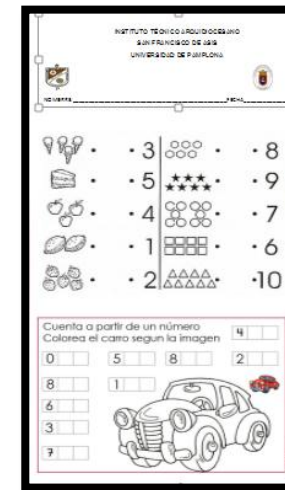 INSTITUTO TECNICO ARQUIDIOCESANO
SAN FRANCISCO DE ASIS
UNIVERSIDAD DE PAMPLONA
NOMBRE FECHA
3 8
5 9
4 7
1 6
2 10
Cuenta a partir de un número
Colorea el carro segun la imagen
4
0 5 8 2
8 1
6
3
7